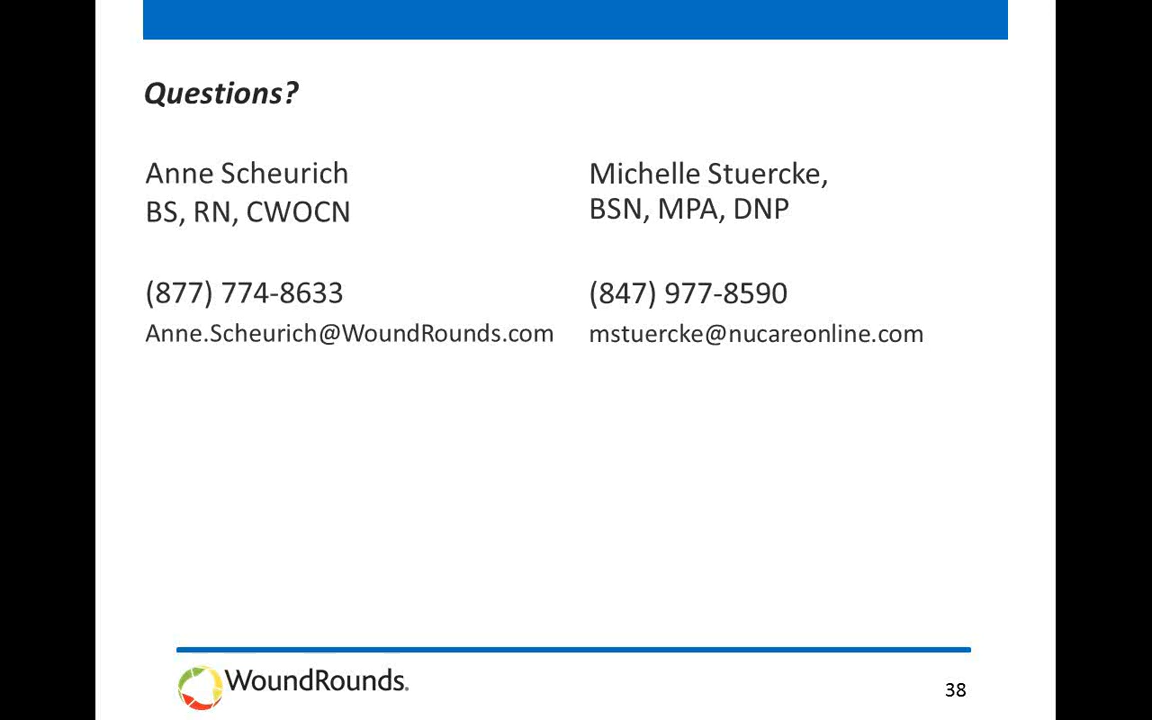 Questions?
Anne Scheurich
BS, RN, CWOCN
(877) 774-8633
Anne.Scheurich@WoundRounds.com
Michelle Stuercke,
BSN, MPA, DNP
(847) 977-8590
mstuercke@nucareonline.com
WoundRounds®
38